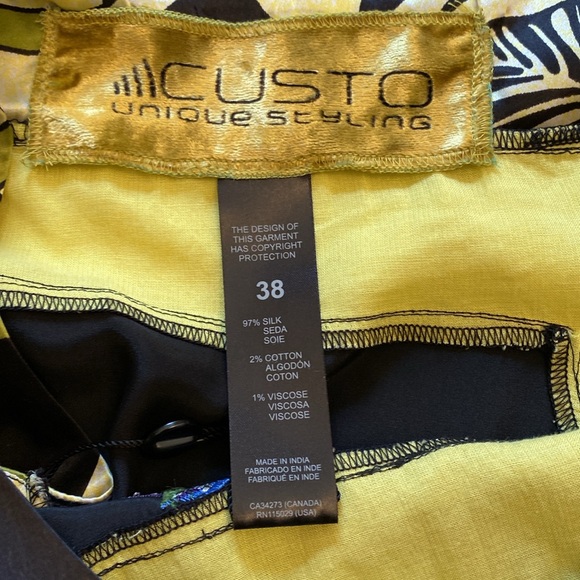 CUSTO
UNIQUE STYLING
THE DESIGN OF
THIS GARMENT
HAS COPYRIGHT
PROTECTION
38
97% SILK
SEDA
SOIE
2% COTTON
ALGODÓN
COTON
1% VISCOSE
VISCOSA
VISCOSE
MADE IN INDIA
FABRICADO EN INDE
FABRIQUÉ EN INDE
CA34273 (CANADA)
RN115029 (USA)